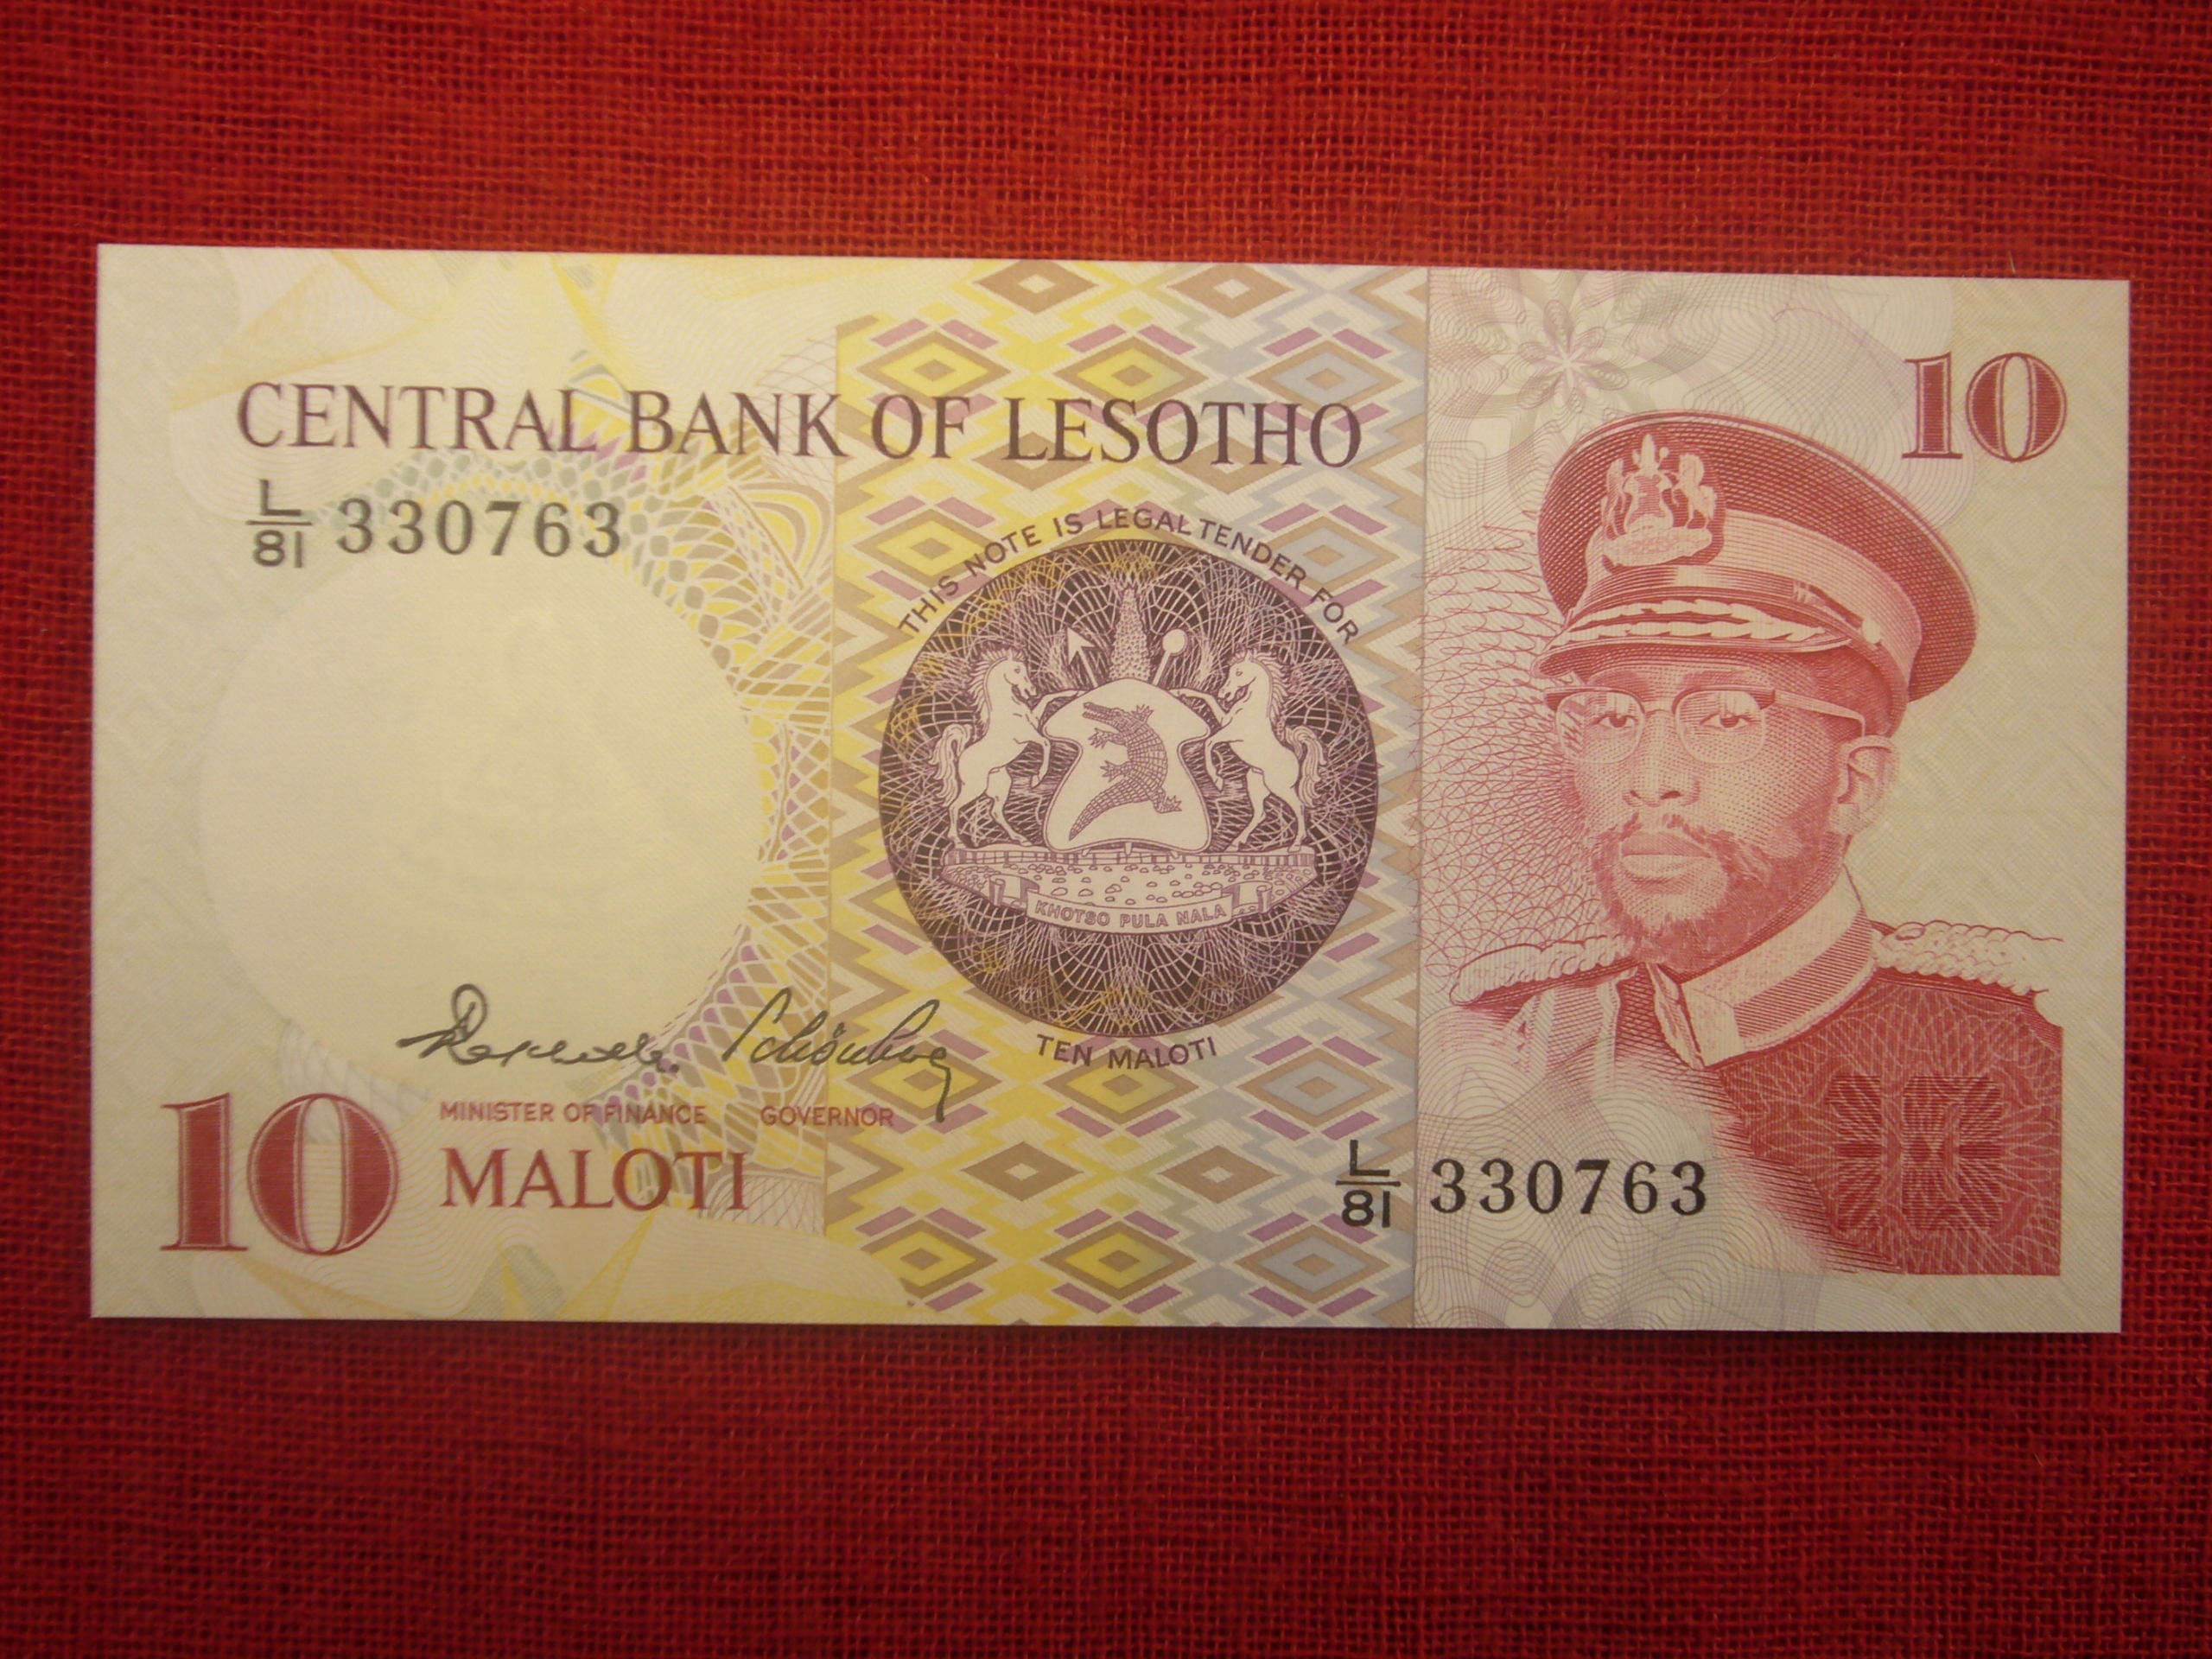 CENTRAL BANK OF LESOTHO
10
L/81 330763
THIS NOTE IS LEGAL TENDER FOR
KHOTSO PULA NALA
TEN MALOTI
MINISTER OF FINANCE GOVERNOR
10 MALOTI
L/81 330763